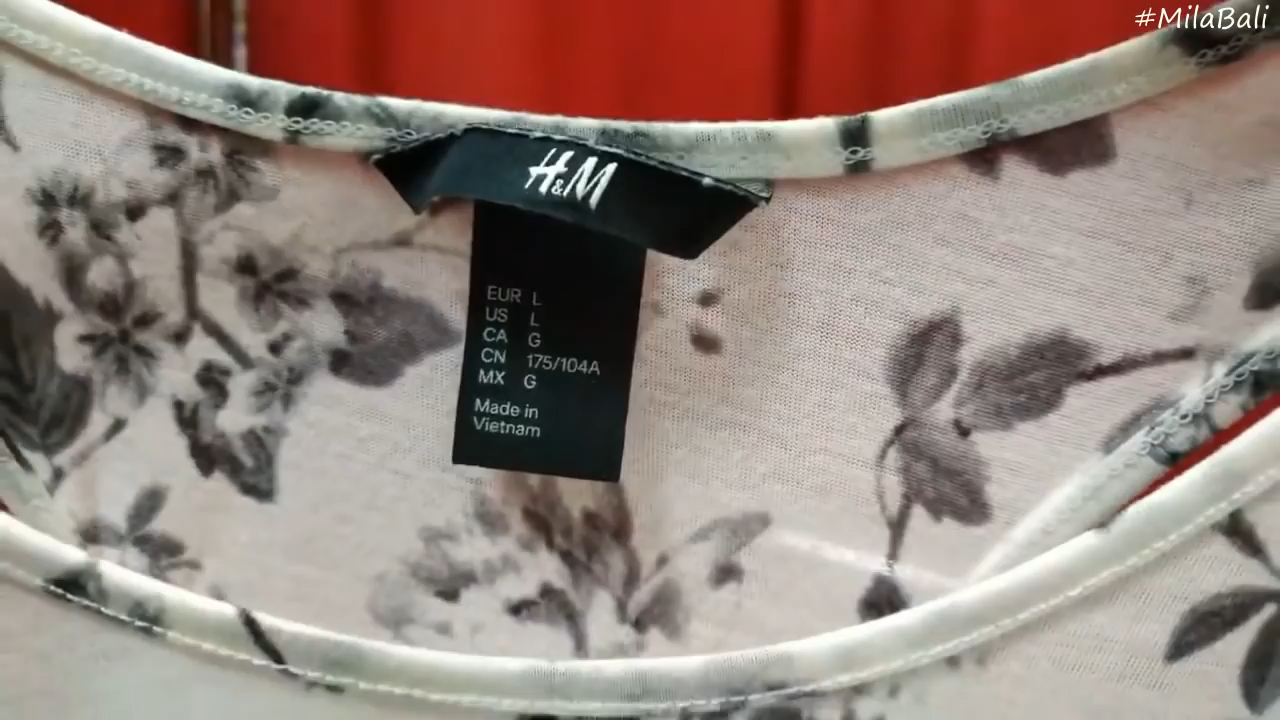 #MilaBali
H&M
EUR L
US L
CA G
CN 175/104A
MX G
Made in
Vietnam